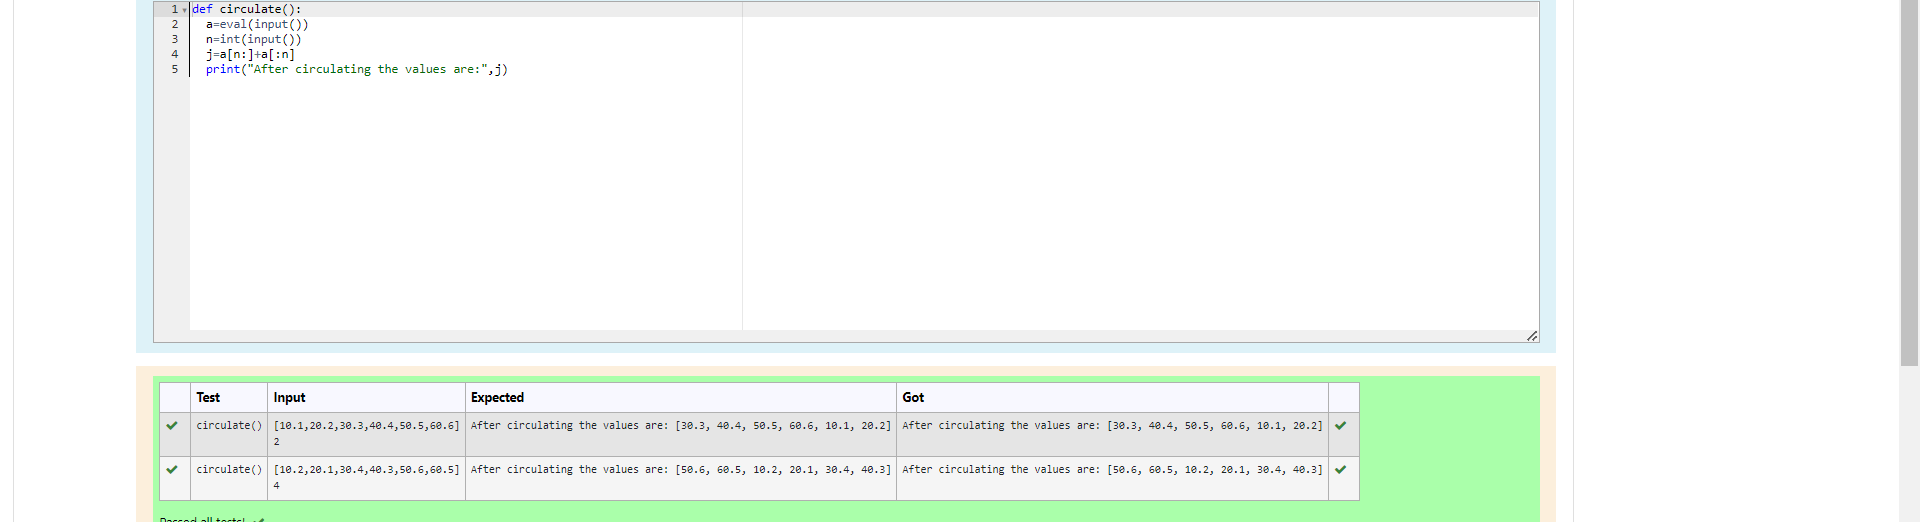 1 def circulate():
2 a=eval(input())
3 n=int(input())
4 j=a[n:]+a[:n]
5 print("After circulating the values are:",j)
Test Input Expected Got
circulate() [10.1,20.2,30.3,40.4,50.5,60.6] After circulating the values are: [30.3, 40.4, 50.5, 60.6, 10.1, 20.2] After circulating the values are: [30.3, 40.4, 50.5, 60.6, 10.1, 20.2]
2
circulate() [10.2,20.1,30.4,40.3,50.6,60.5] After circulating the values are: [50.6, 60.5, 10.2, 20.1, 30.4, 40.3] After circulating the values are: [50.6, 60.5, 10.2, 20.1, 30.4, 40.3]
4
Passed all tests!